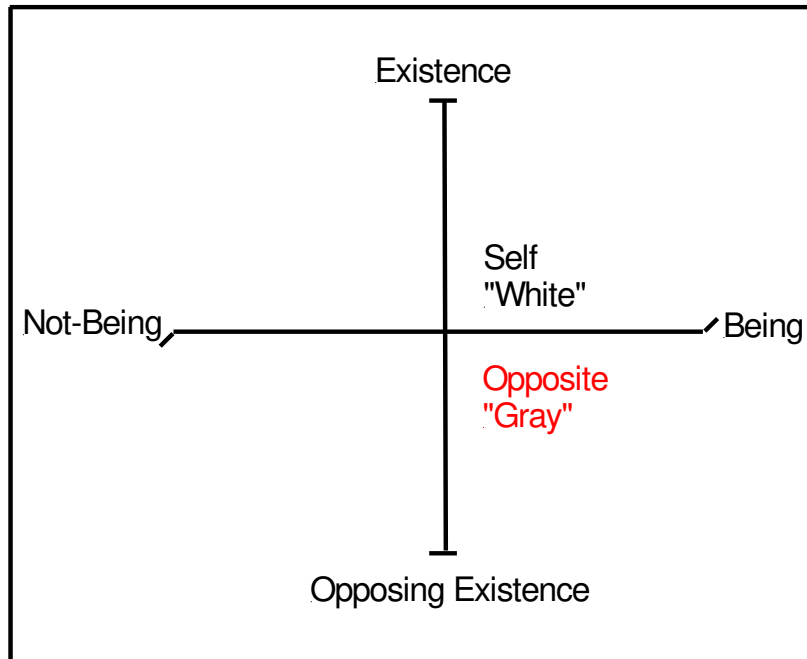 Existence
Self
"White"
Not-Being
Being
Opposite
"Gray"
Opposing Existence